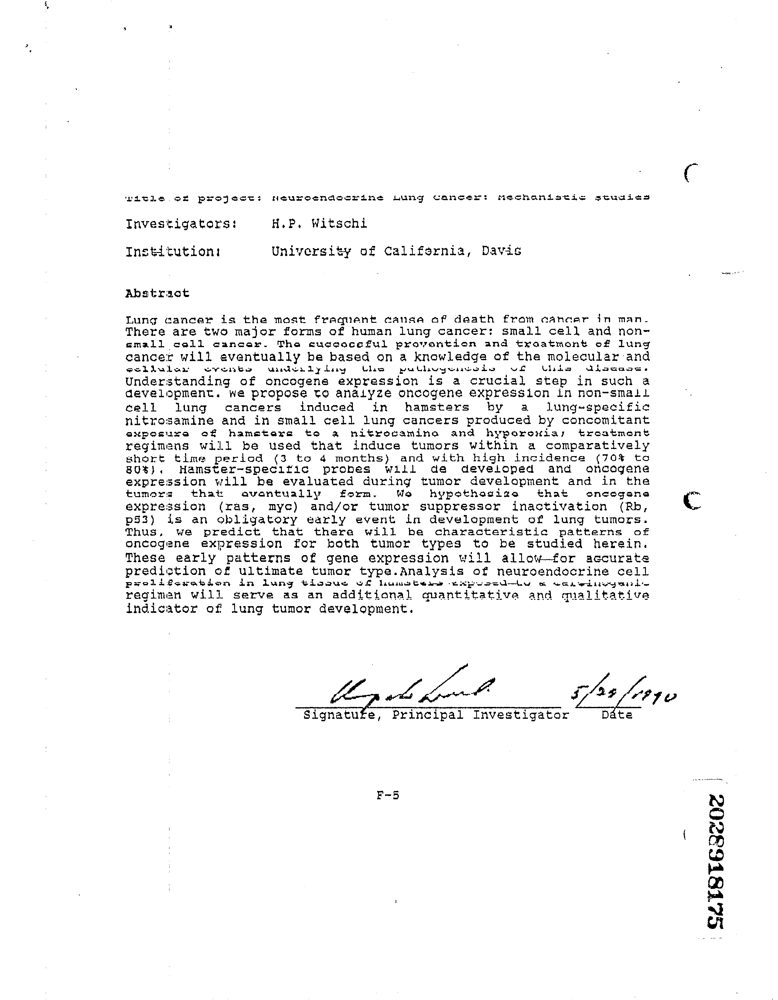 Title of project: Neuroendocrine Lung Cancer: Mechanistic studies
Investigators: H.P. Witschi
Institution: University of California, Davis
Abstract
Lung cancer is the most frequent cause of death from cancer in man.
There are two major forms of human lung cancer: small cell and non-
small cell cancer. The successful prevention and treatment of lung
cancer will eventually be based on a knowledge of the molecular and
cellular events underlying the pathogenesis of this disease.
Understanding of oncogene expression is a crucial step in such a
development. We propose to analyze oncogene expression in non-small
cell lung cancers induced in hamsters by a lung-specific
nitrosamine and in small cell lung cancers produced by concomitant
exposure of hamsters to a nitrosamine and hyperoxia; treatment
regimens will be used that induce tumors within a comparatively
short time period (3 to 4 months) and with high incidence (70% to
80%). Hamster-specific probes will de developed and oncogene
expression will be evaluated during tumor development and in the
tumors that eventually form. We hypothesize that oncogene
expression (ras, myc) and/or tumor suppressor inactivation (Rb,
p53) is an obligatory early event in development of lung tumors.
Thus, we predict that there will be characteristic patterns of
oncogene expression for both tumor types to be studied herein.
These early patterns of gene expression will allow for accurate
prediction of ultimate tumor type.Analysis of neuroendocrine cell
proliferation in lung tissue of hamsters exposed to a carcinogenic
regimen will serve as an additional quantitative and qualitative
indicator of lung tumor development.
5/29/1990
Signature, Principal Investigator Date
F-5
2028918175